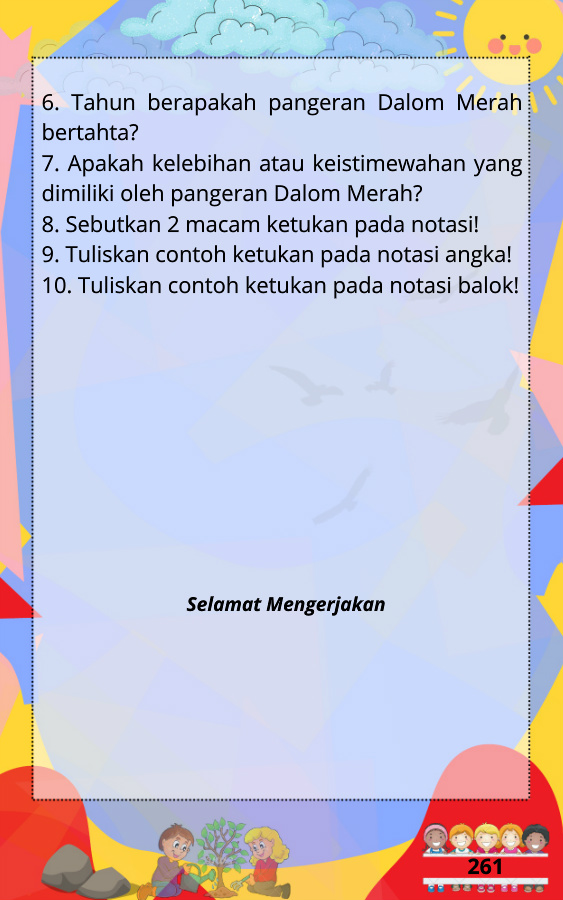 6. Tahun berapakah pangeran Dalom Merah
bertahta?
7. Apakah kelebihan atau keistimewahan yang
dimiliki oleh pangeran Dalom Merah?
8. Sebutkan 2 macam ketukan pada notasi!
9. Tuliskan contoh ketukan pada notasi angka!
10. Tuliskan contoh ketukan pada notasi balok!
Selamat Mengerjakan
261